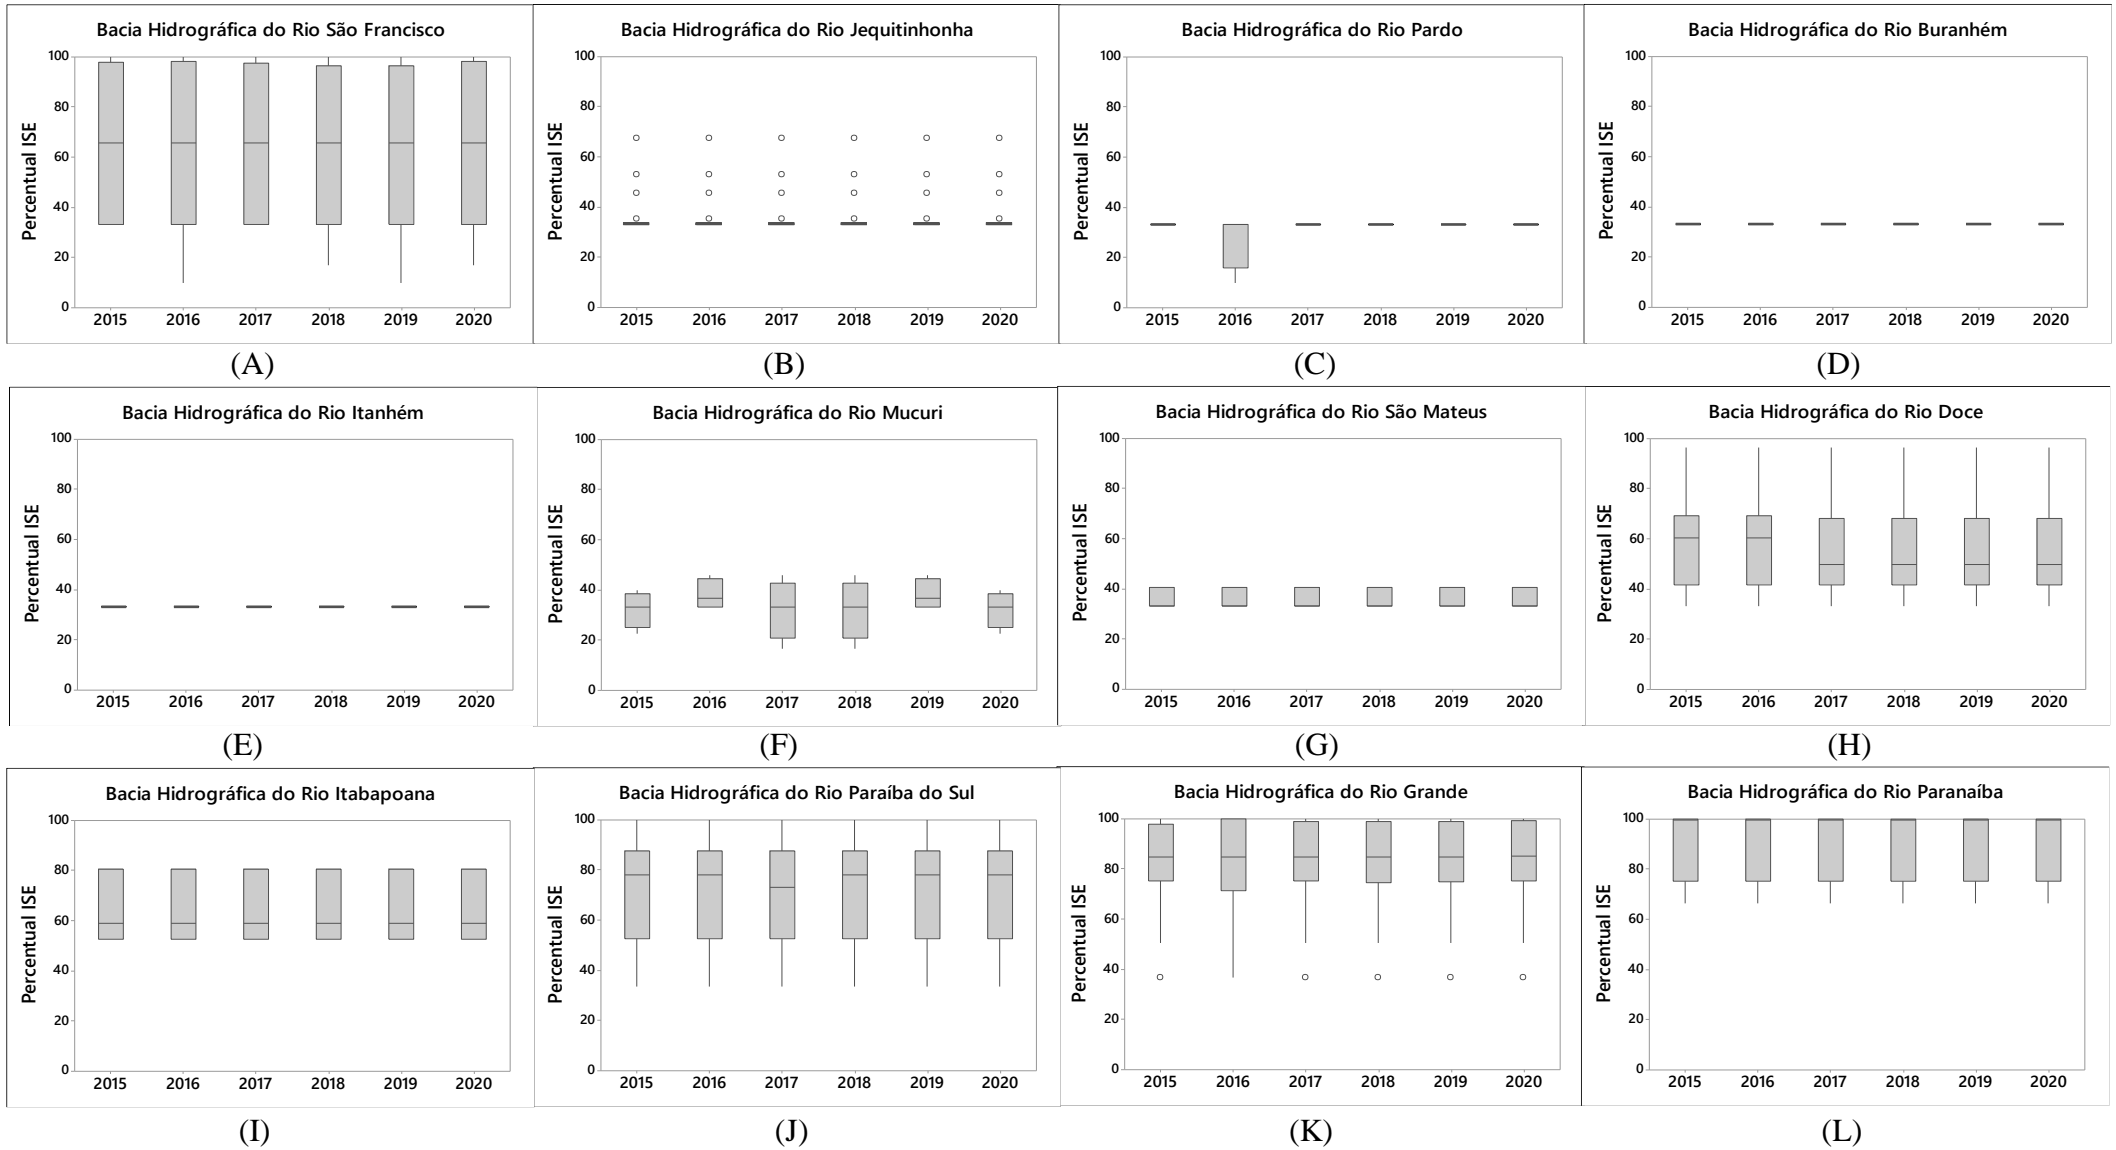 Bacia Hidrográfica do Rio São Francisco
Percentual ISE
100
80
60
40
20
0
2015 2016 2017 2018 2019 2020
(A)
Bacia Hidrográfica do Rio Jequitinhonha
Percentual ISE
100
80
60
40
20
0
2015 2016 2017 2018 2019 2020
(B)
Bacia Hidrográfica do Rio Pardo
Percentual ISE
100
80
60
40
20
0
2015 2016 2017 2018 2019 2020
(C)
Bacia Hidrográfica do Rio Buranhém
Percentual ISE
100
80
60
40
20
0
2015 2016 2017 2018 2019 2020
(D)
Bacia Hidrográfica do Rio Itanhém
Percentual ISE
100
80
60
40
20
0
2015 2016 2017 2018 2019 2020
(E)
Bacia Hidrográfica do Rio Mucuri
Percentual ISE
100
80
60
40
20
0
2015 2016 2017 2018 2019 2020
(F)
Bacia Hidrográfica do Rio São Mateus
Percentual ISE
100
80
60
40
20
0
2015 2016 2017 2018 2019 2020
(G)
Bacia Hidrográfica do Rio Doce
Percentual ISE
100
80
60
40
20
0
2015 2016 2017 2018 2019 2020
(H)
Bacia Hidrográfica do Rio Itabapoana
Percentual ISE
100
80
60
40
20
0
2015 2016 2017 2018 2019 2020
(I)
Bacia Hidrográfica do Rio Paraíba do Sul
Percentual ISE
100
80
60
40
20
0
2015 2016 2017 2018 2019 2020
(J)
Bacia Hidrográfica do Rio Grande
Percentual ISE
100
80
60
40
20
0
2015 2016 2017 2018 2019 2020
(K)
Bacia Hidrográfica do Rio Paranaíba
Percentual ISE
100
80
60
40
20
0
2015 2016 2017 2018 2019 2020
(L)